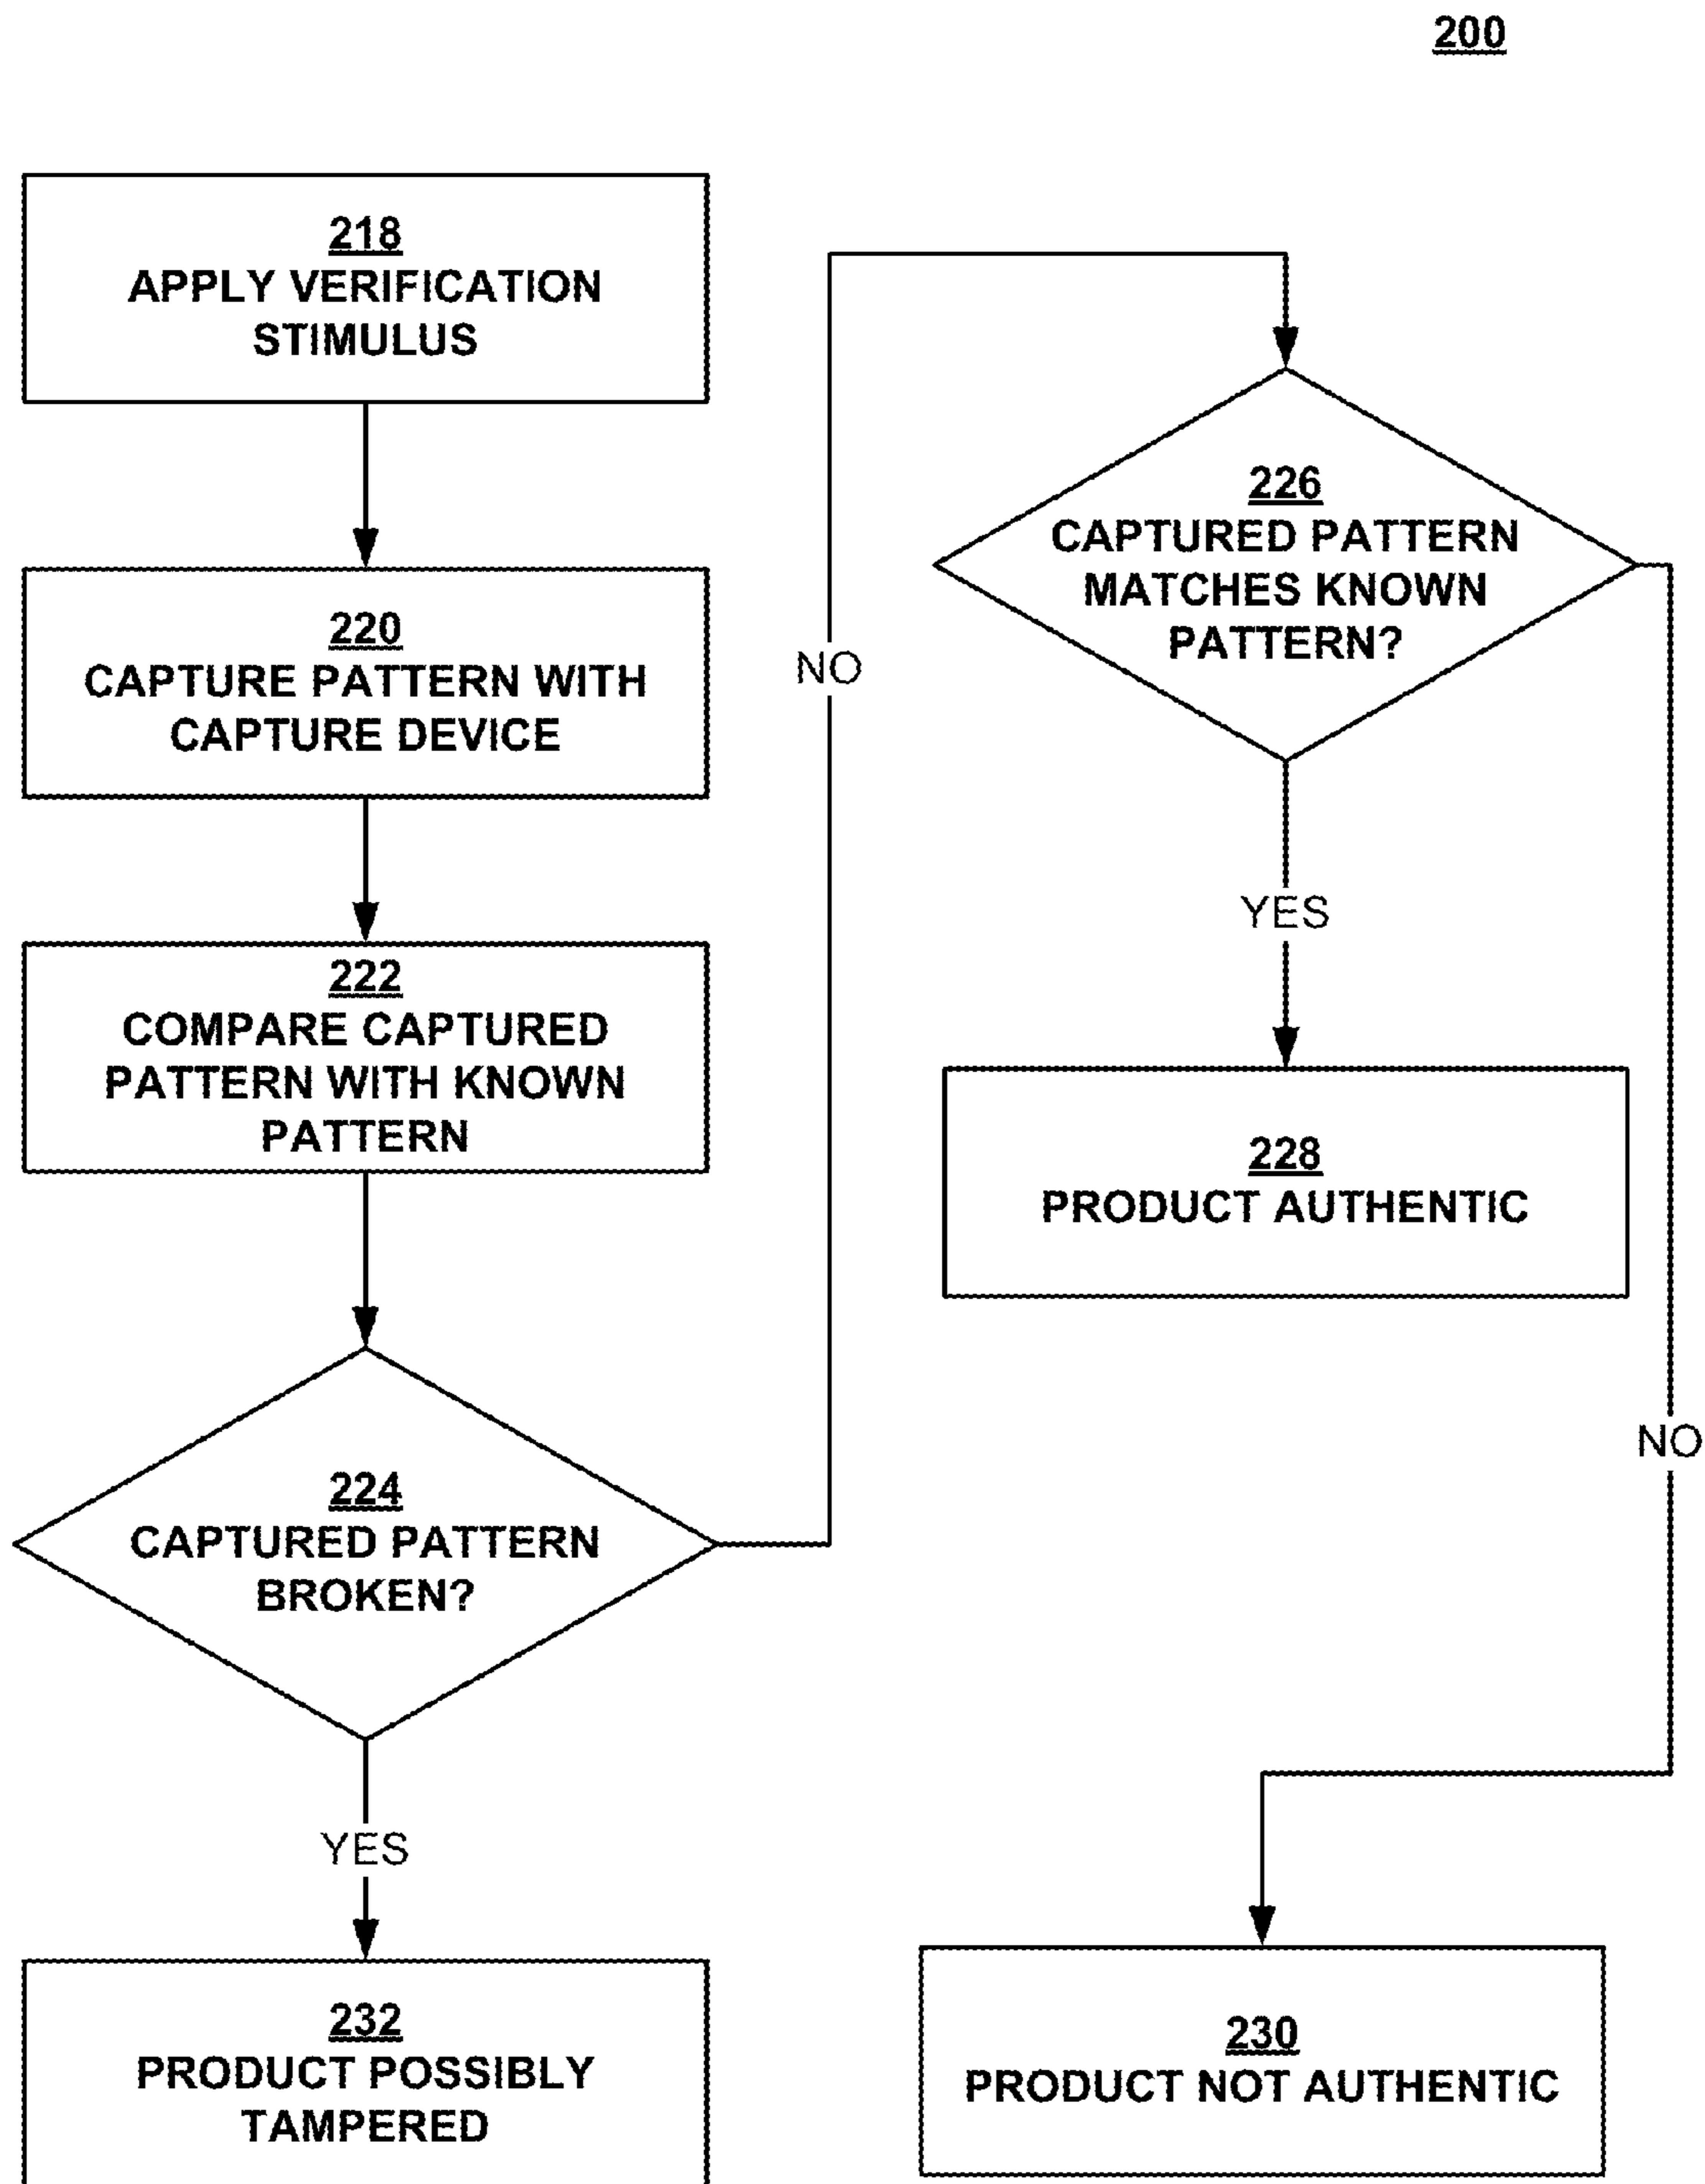 200
218
APPLY VERIFICATION
STIMULUS
220
CAPTURE PATTERN WITH
CAPTURE DEVICE
222
COMPARE CAPTURED
PATTERN WITH KNOWN
PATTERN
224
CAPTURED PATTERN
BROKEN?
YES
232
PRODUCT POSSIBLY
TAMPERED
NO
226
CAPTURED PATTERN
MATCHES KNOWN
PATTERN?
YES
228
PRODUCT AUTHENTIC
NO
230
PRODUCT NOT AUTHENTIC